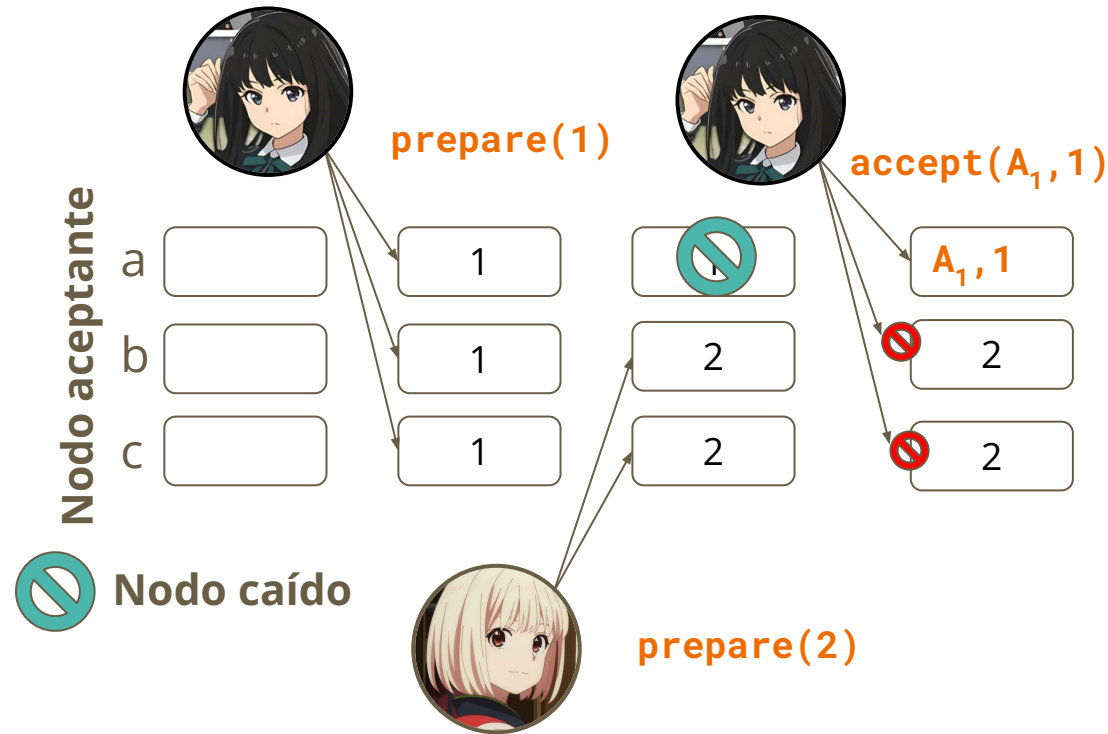 prepare(1)
accept(A₁,1)
Nodo aceptante
a
1
1
A₁,1
b
1
2
2
c
1
2
2
Nodo caído
prepare(2)